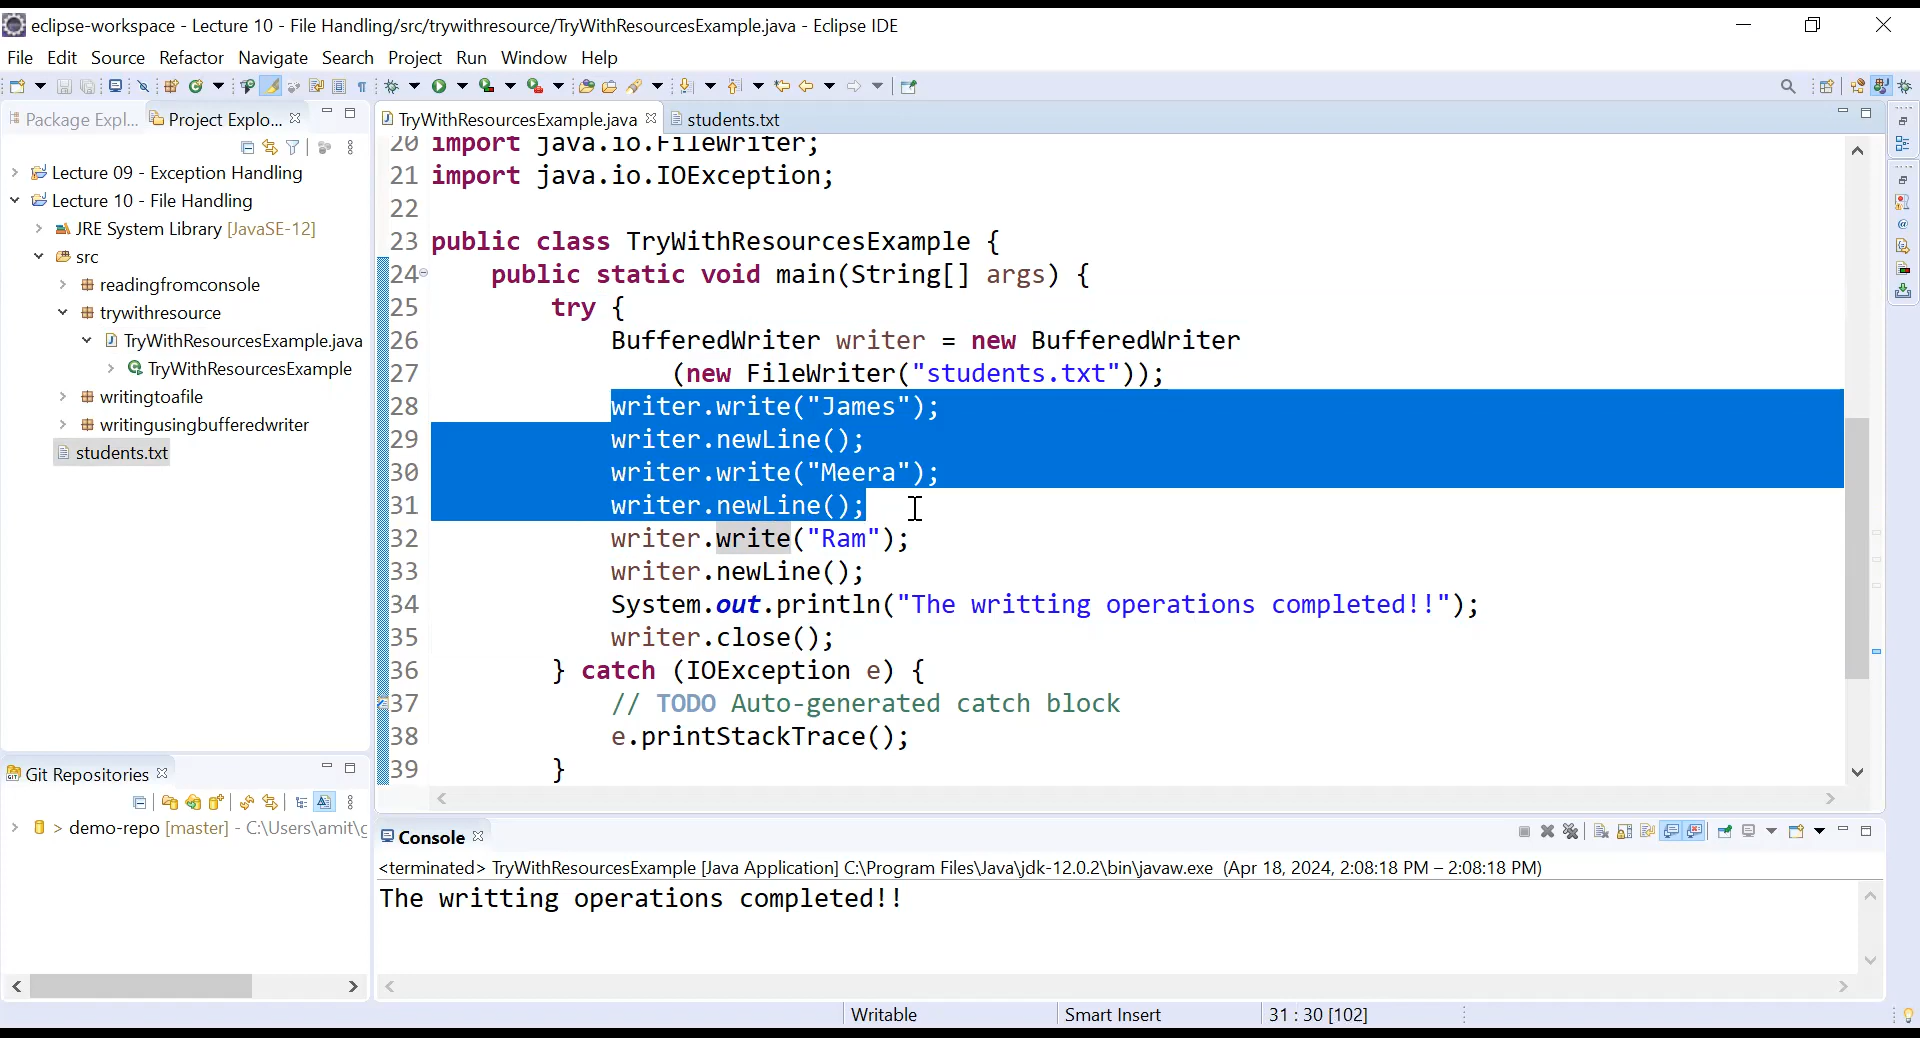 eclipse-workspace - Lecture 10 - File Handling/src/trywithresource/TryWithResourcesExample.java - Eclipse IDE
File Edit Source Refactor Navigate Search Project Run Window Help
Package Expl... Project Explo...
Lecture 09 - Exception Handling
Lecture 10 - File Handling
JRE System Library [JavaSE-12]
src
readingfromconsole
trywithresource
TryWithResourcesExample.java
TryWithResourcesExample
writingtoafile
writingusingbufferedwriter
students.txt
Git Repositories
> demo-repo [master] - C:\Users\amit\g
TryWithResourcesExample.java students.txt
20 import java.io.FileWriter;
21 import java.io.IOException;
22
23 public class TryWithResourcesExample {
24 public static void main(String[] args) {
25 try {
26 BufferedWriter writer = new BufferedWriter
27 (new FileWriter("students.txt"));
28 writer.write("James");
29 writer.newLine();
30 writer.write("Meera");
31 writer.newLine();
32 writer.write("Ram");
33 writer.newLine();
34 System.out.println("The writting operations completed!!");
35 writer.close();
36 } catch (IOException e) {
37 // TODO Auto-generated catch block
38 e.printStackTrace();
39 }
Console
<terminated> TryWithResourcesExample [Java Application] C:\Program Files\Java\jdk-12.0.2\bin\javaw.exe (Apr 18, 2024, 2:08:18 PM – 2:08:18 PM)
The writting operations completed!!
Writable Smart Insert 31 : 30 [102]